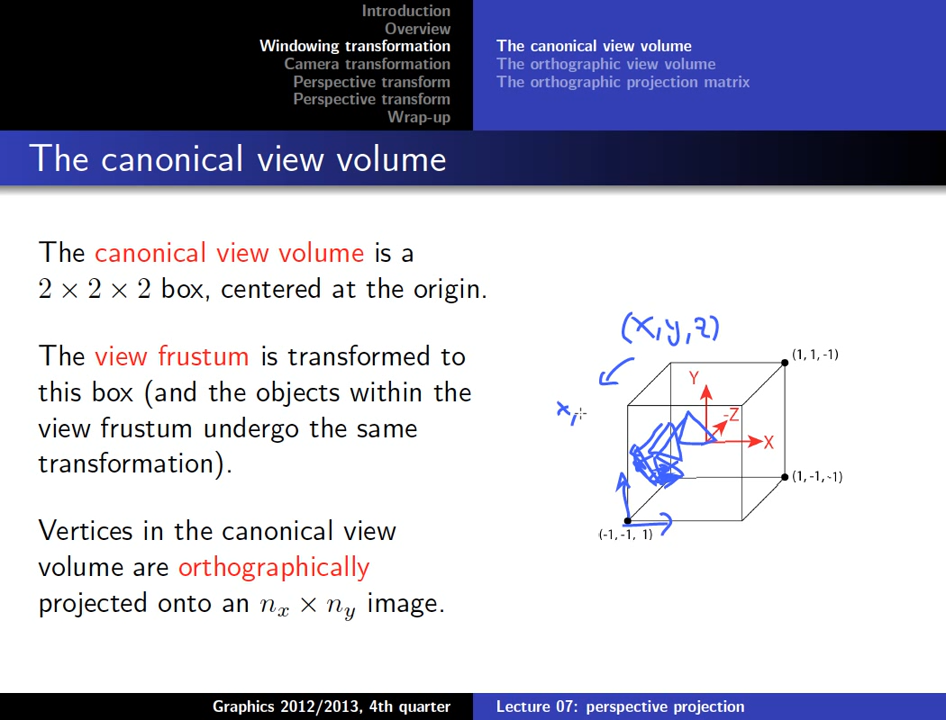 Introduction
Overview
Windowing transformation
Camera transformation
Perspective transform
Perspective transform
Wrap-up
The canonical view volume
The orthographic view volume
The orthographic projection matrix
The canonical view volume
The canonical view volume is a
2 × 2 × 2 box, centered at the origin.
The view frustum is transformed to
this box (and the objects within the
view frustum undergo the same
transformation).
Vertices in the canonical view
volume are orthographically
projected onto an nₓ × n_y image.
(x,y,z)
x,
(1,1,-1)
Y
-Z
X
(1,-1,-1)
(-1,-1, 1)
Graphics 2012/2013, 4th quarter
Lecture 07: perspective projection